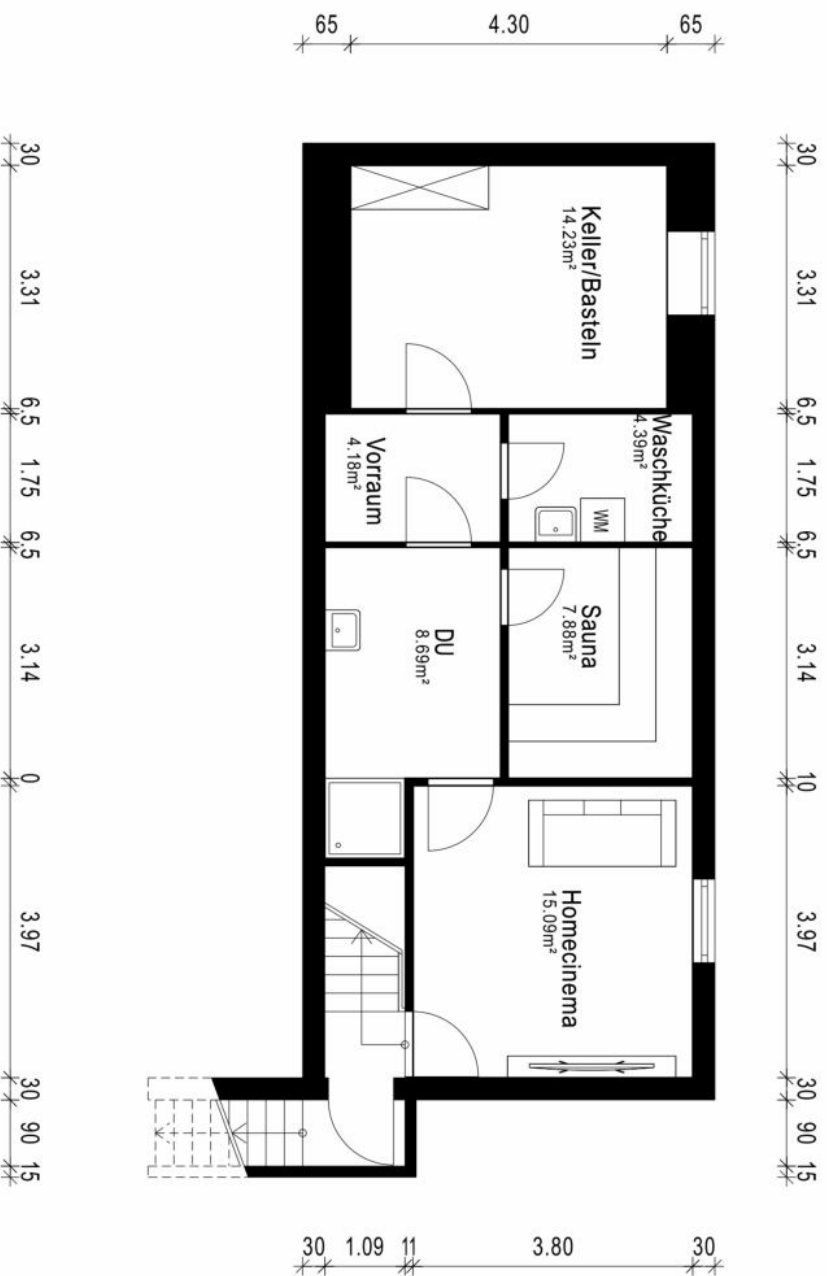 65 4.30 65
30 3.31 6.5 1.75 6.5 3.14 0 3.97 30 90 15
30 3.31 6.5 1.75 6.5 3.14 10 3.97 30 90 15
Keller/Basteln
14.23m²
Vorraum
4.18m²
Waschküche
4.39m²
WM
DU
8.69m²
Sauna
7.88m²
Homecinema
15.09m²
30 1.09 11 3.80 30